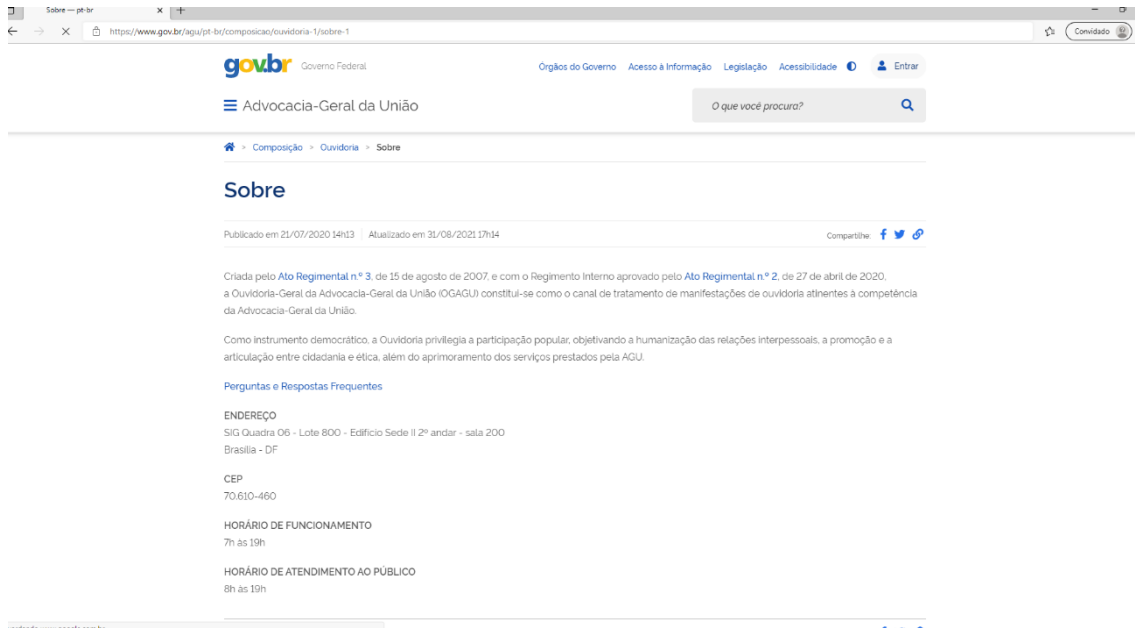 Sobre — pt-br
https://www.gov.br/agu/pt-br/composicao/ouvidoria-1/sobre-1
Convidado
gov.br Governo Federal
Órgãos do Governo Acesso à Informação Legislação Acessibilidade Entrar
Advocacia-Geral da União
O que você procura?
> Composição > Ouvidoria > Sobre
Sobre
Publicado em 21/07/2020 14h13 Atualizado em 31/08/2021 17h14
Compartilhe:
Criada pelo Ato Regimental n.º 3, de 15 de agosto de 2007, e com o Regimento Interno aprovado pelo Ato Regimental n.º 2, de 27 de abril de 2020,
a Ouvidoria-Geral da Advocacia-Geral da União (OGAGU) constitui-se como o canal de tratamento de manifestações de ouvidoria atinentes à competência
da Advocacia-Geral da União.
Como instrumento democrático, a Ouvidoria privilegia a participação popular, objetivando a humanização das relações interpessoais, a promoção e a
articulação entre cidadania e ética, além do aprimoramento dos serviços prestados pela AGU.
Perguntas e Respostas Frequentes
ENDEREÇO
SIG Quadra 06 - Lote 800 - Edifício Sede II 2º andar - sala 200
Brasília - DF
CEP
70.610-460
HORÁRIO DE FUNCIONAMENTO
7h às 19h
HORÁRIO DE ATENDIMENTO AO PÚBLICO
8h às 19h